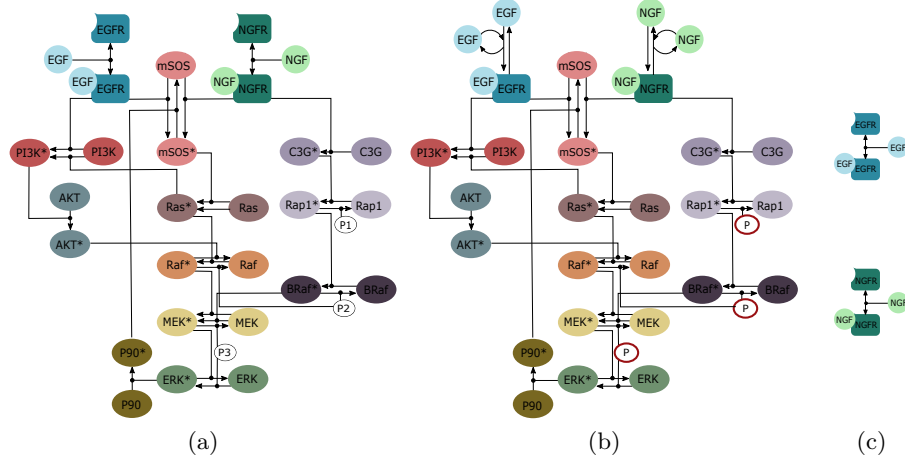 EGFR NGFR
EGF mSOS NGF
EGF EGFR NGF NGFR
PI3K* PI3K mSOS* C3G* C3G
AKT Ras* Ras Rap1* Rap1
P1
AKT* Raf* Raf
BRaf* BRaf
P2
MEK* MEK
P90* P3
ERK* ERK
P90
(a)
EGF NGF
EGF NGF
mSOS
EGF EGFR NGF NGFR
PI3K* PI3K mSOS* C3G* C3G
AKT Ras* Ras Rap1* Rap1
P
AKT* Raf* Raf
BRaf* BRaf
P
MEK* MEK
P90* P
ERK* ERK
P90
(b)
EGFR
EGF
EGF EGFR
NGFR
NGF
NGF NGFR
(c)